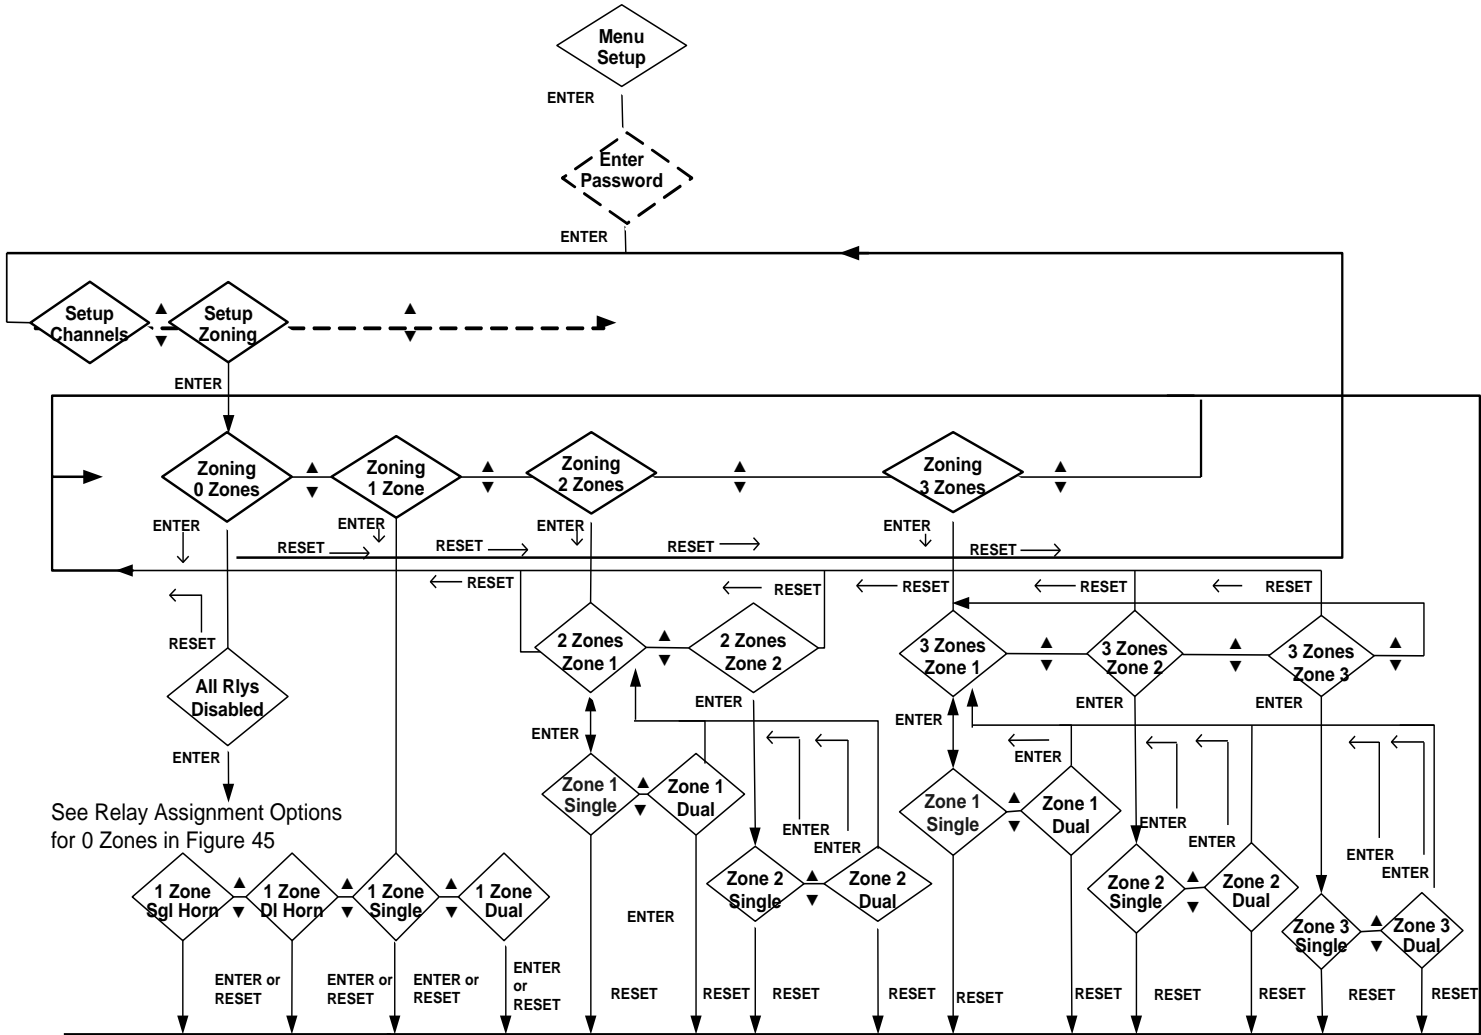 Menu
Setup
ENTER
Enter
Password
ENTER
Setup
Channels
Setup
Zoning
ENTER
Zoning
0 Zones
Zoning
1 Zone
Zoning
2 Zones
Zoning
3 Zones
ENTER
ENTER
ENTER
ENTER
RESET
RESET
RESET
RESET
RESET
RESET
RESET
RESET
RESET
RESET
2 Zones
Zone 1
2 Zones
Zone 2
3 Zones
Zone 1
3 Zones
Zone 2
3 Zones
Zone 3
All Rlys
Disabled
ENTER
ENTER
ENTER
ENTER
ENTER
ENTER
ENTER
ENTER
See Relay Assignment Options
for 0 Zones in Figure 45
Zone 1
Single
Zone 1
Dual
Zone 1
Single
Zone 1
Dual
ENTER
ENTER
ENTER
ENTER
ENTER
ENTER
1 Zone
Sgl Horn
1 Zone
Dl Horn
1 Zone
Single
1 Zone
Dual
Zone 2
Single
Zone 2
Dual
Zone 2
Single
Zone 2
Dual
Zone 3
Single
Zone 3
Dual
ENTER
ENTER or
RESET
ENTER or
RESET
ENTER or
RESET
ENTER
or
RESET
RESET
RESET
RESET
RESET
RESET
RESET
RESET
RESET
RESET
RESET